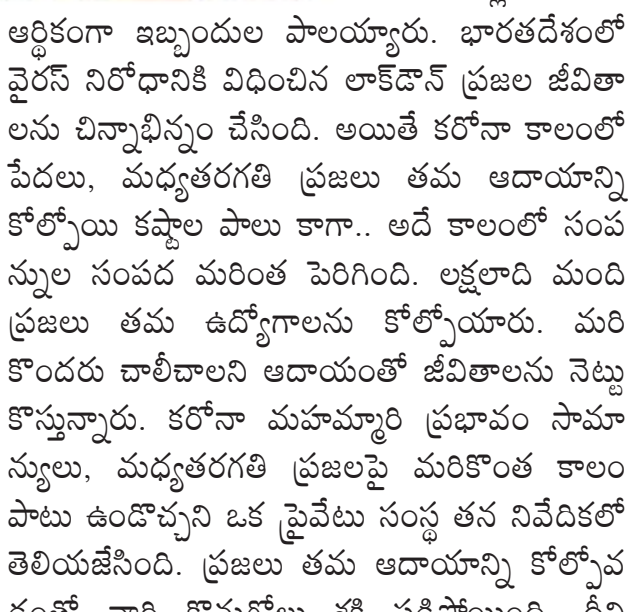 ఆర్థికంగా ఇబ్బందుల పాలయ్యారు. భారతదేశంలో
వైరస్ నిరోధానికి విధించిన లాక్‌డౌన్ ప్రజల జీవితా
లను చిన్నాభిన్నం చేసింది. అయితే కరోనా కాలంలో
పేదలు, మధ్యతరగతి ప్రజలు తమ ఆదాయాన్ని
కోల్పోయి కష్టాల పాలు కాగా.. అదే కాలంలో సంప
న్నుల సంపద మరింత పెరిగింది. లక్షలాది మంది
ప్రజలు తమ ఉద్యోగాలను కోల్పోయారు. మరి
కొందరు చాలీచాలని ఆదాయంతో జీవితాలను నెట్టు
కొస్తున్నారు. కరోనా మహమ్మారి ప్రభావం సామా
న్యులు, మధ్యతరగతి ప్రజలపై మరికొంత కాలం
పాటు ఉండొచ్చని ఒక ప్రైవేటు సంస్థ తన నివేదికలో
తెలియజేసింది. ప్రజలు తమ ఆదాయాన్ని కోల్పోవ